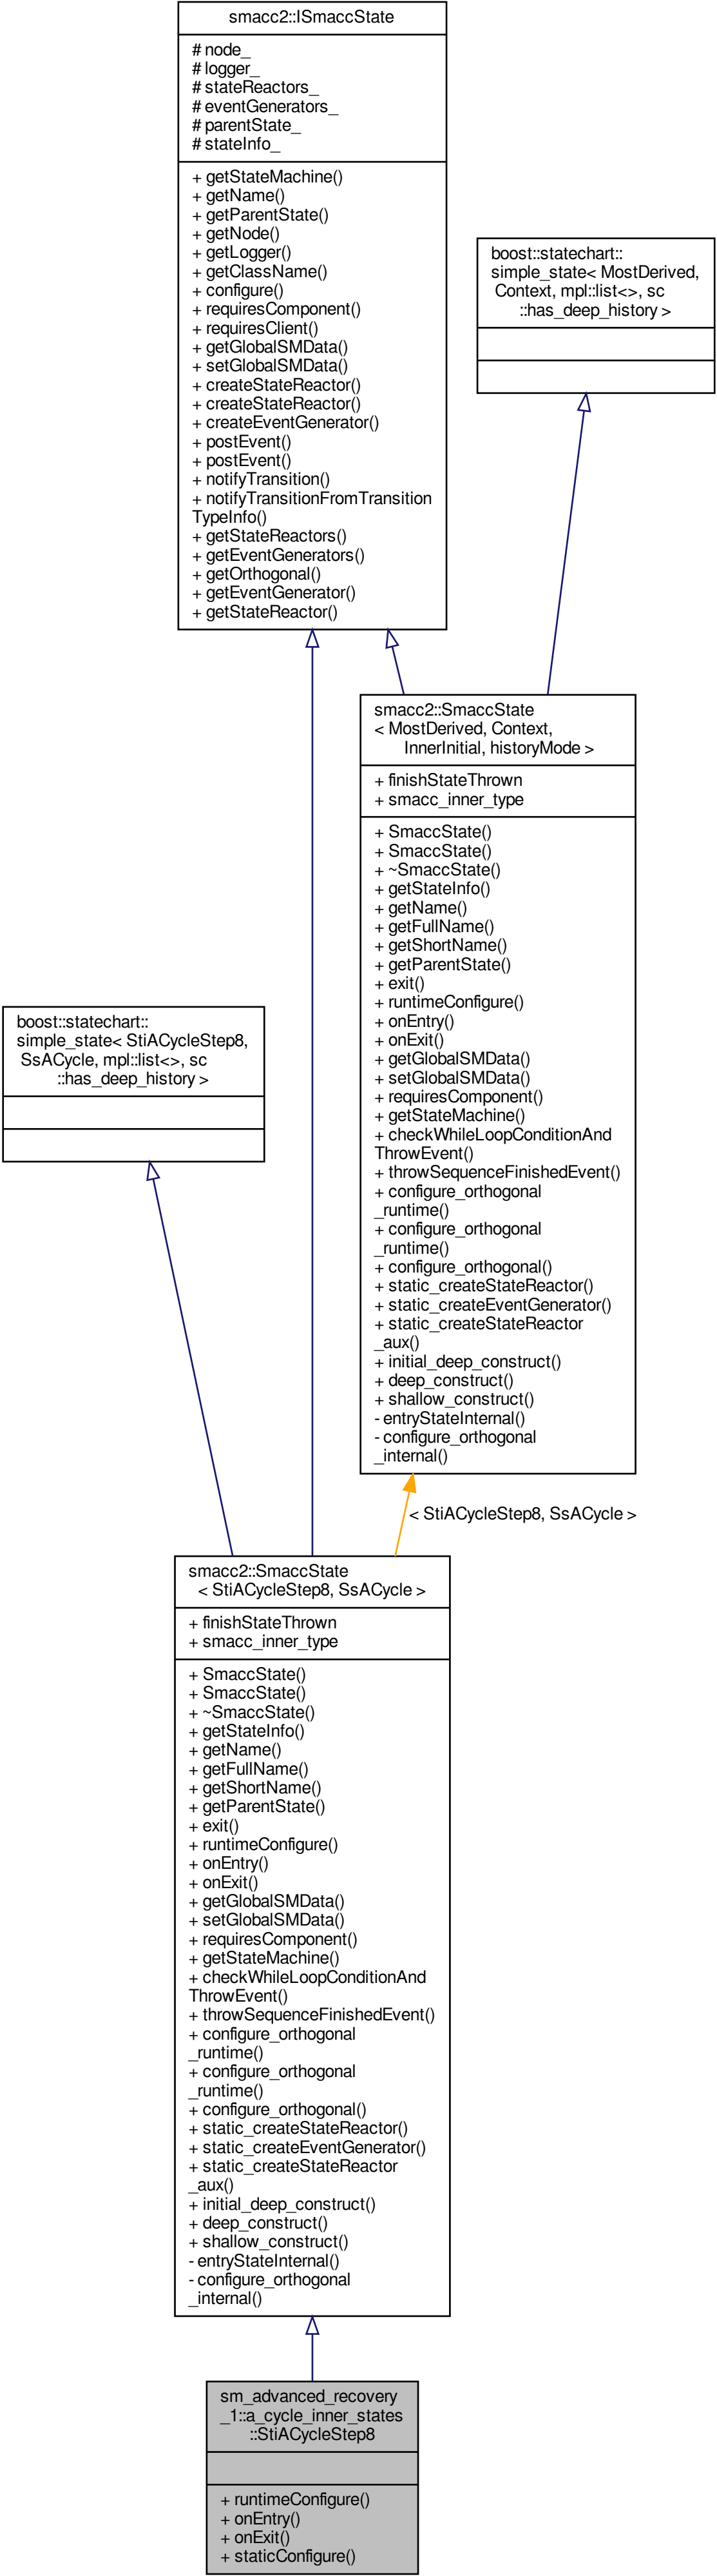 smacc2::ISmaccState
# node_
# logger_
# stateReactors_
# eventGenerators_
# parentState_
# stateInfo_
+ getStateMachine()
+ getName()
+ getParentState()
+ getNode()
+ getLogger()
+ getClassName()
+ configure()
+ requiresComponent()
+ requiresClient()
+ getGlobalSMData()
+ setGlobalSMData()
+ createStateReactor()
+ createStateReactor()
+ createEventGenerator()
+ postEvent()
+ postEvent()
+ notifyTransition()
+ notifyTransitionFromTransition
TypeInfo()
+ getStateReactors()
+ getEventGenerators()
+ getOrthogonal()
+ getEventGenerator()
+ getStateReactor()
boost::statechart::
simple_state< MostDerived,
Context, mpl::list<>, sc
::has_deep_history >
smacc2::SmaccState
< MostDerived, Context,
InnerInitial, historyMode >
+ finishStateThrown
+ smacc_inner_type
+ SmaccState()
+ SmaccState()
+ ~SmaccState()
+ getStateInfo()
+ getName()
+ getFullName()
+ getShortName()
+ getParentState()
+ exit()
+ runtimeConfigure()
+ onEntry()
+ onExit()
+ getGlobalSMData()
+ setGlobalSMData()
+ requiresComponent()
+ getStateMachine()
+ checkWhileLoopConditionAnd
ThrowEvent()
+ throwSequenceFinishedEvent()
+ configure_orthogonal
_runtime()
+ configure_orthogonal
_runtime()
+ configure_orthogonal()
+ static_createStateReactor()
+ static_createEventGenerator()
+ static_createStateReactor
_aux()
+ initial_deep_construct()
+ deep_construct()
+ shallow_construct()
- entryStateInternal()
- configure_orthogonal
_internal()
boost::statechart::
simple_state< StiACycleStep8,
SsACycle, mpl::list<>, sc
::has_deep_history >
< StiACycleStep8, SsACycle >
smacc2::SmaccState
< StiACycleStep8, SsACycle >
+ finishStateThrown
+ smacc_inner_type
+ SmaccState()
+ SmaccState()
+ ~SmaccState()
+ getStateInfo()
+ getName()
+ getFullName()
+ getShortName()
+ getParentState()
+ exit()
+ runtimeConfigure()
+ onEntry()
+ onExit()
+ getGlobalSMData()
+ setGlobalSMData()
+ requiresComponent()
+ getStateMachine()
+ checkWhileLoopConditionAnd
ThrowEvent()
+ throwSequenceFinishedEvent()
+ configure_orthogonal
_runtime()
+ configure_orthogonal
_runtime()
+ configure_orthogonal()
+ static_createStateReactor()
+ static_createEventGenerator()
+ static_createStateReactor
_aux()
+ initial_deep_construct()
+ deep_construct()
+ shallow_construct()
- entryStateInternal()
- configure_orthogonal
_internal()
sm_advanced_recovery
_1::a_cycle_inner_states
::StiACycleStep8
+ runtimeConfigure()
+ onEntry()
+ onExit()
+ staticConfigure()